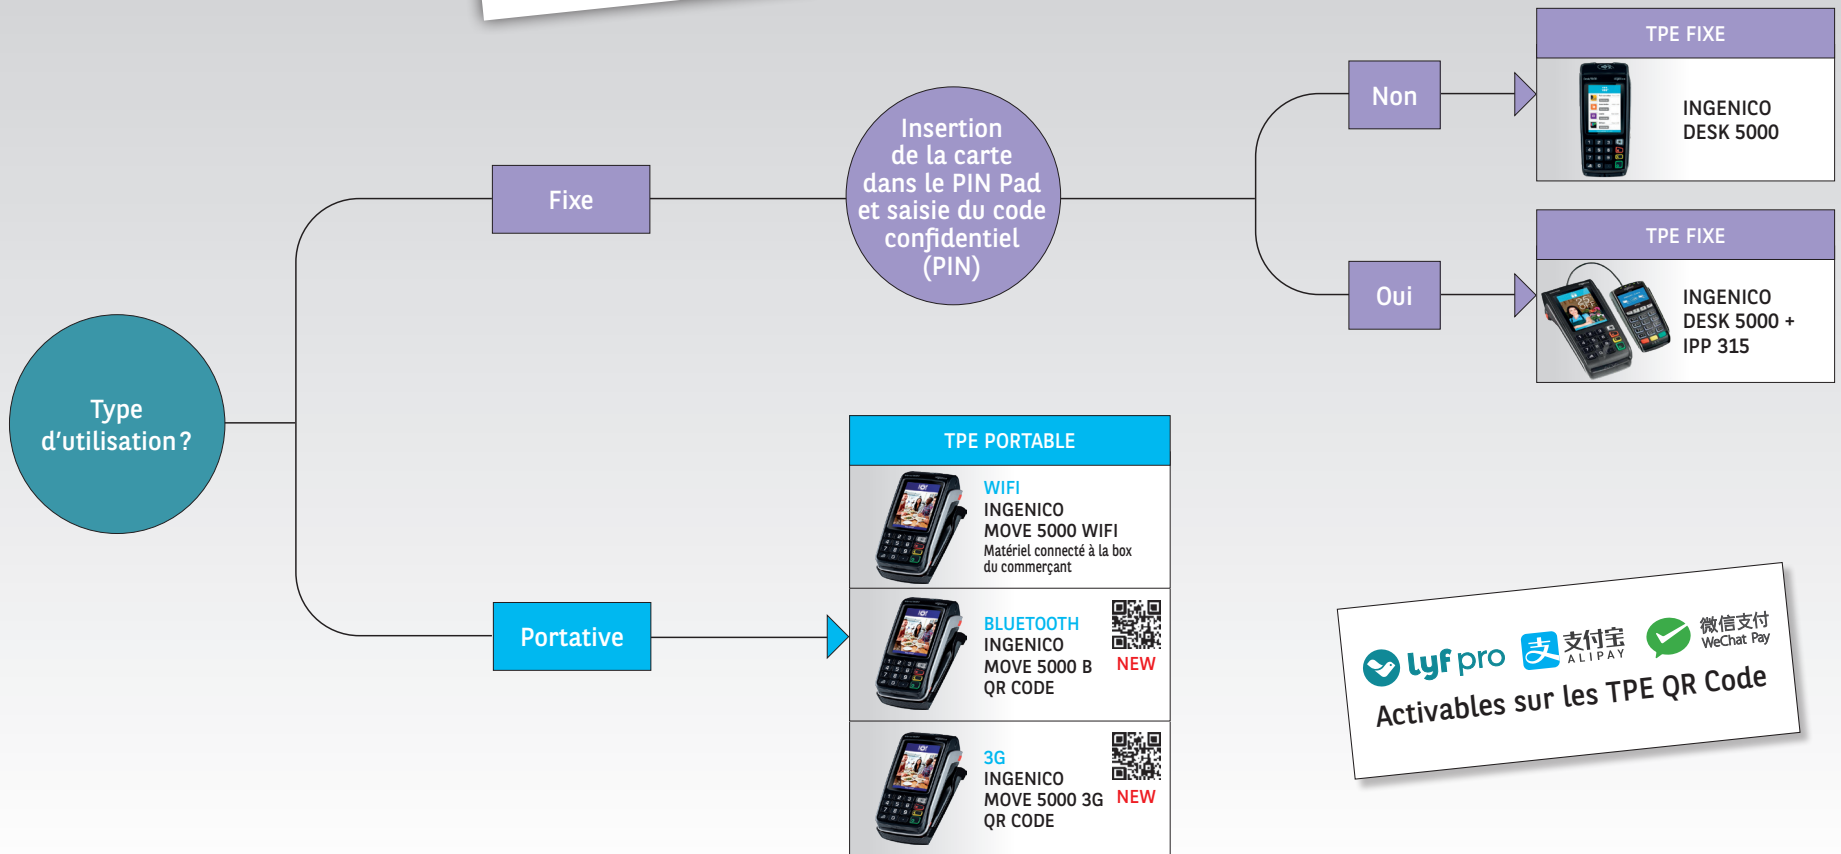 Type
d'utilisation ?
Fixe
Insertion
de la carte
dans le PIN Pad
et saisie du code
confidentiel
(PIN)
Non
TPE FIXE
INGENICO
DESK 5000
Oui
TPE FIXE
INGENICO
DESK 5000 +
IPP 315
Portative
TPE PORTABLE
WIFI
INGENICO
MOVE 5000 WIFI
Matériel connecté à la box
du commerçant
BLUETOOTH
INGENICO
MOVE 5000 B
QR CODE
NEW
3G
INGENICO
MOVE 5000 3G
QR CODE
NEW
lyf pro
支付宝
ALIPAY
微信支付
WeChat Pay
Activables sur les TPE QR Code